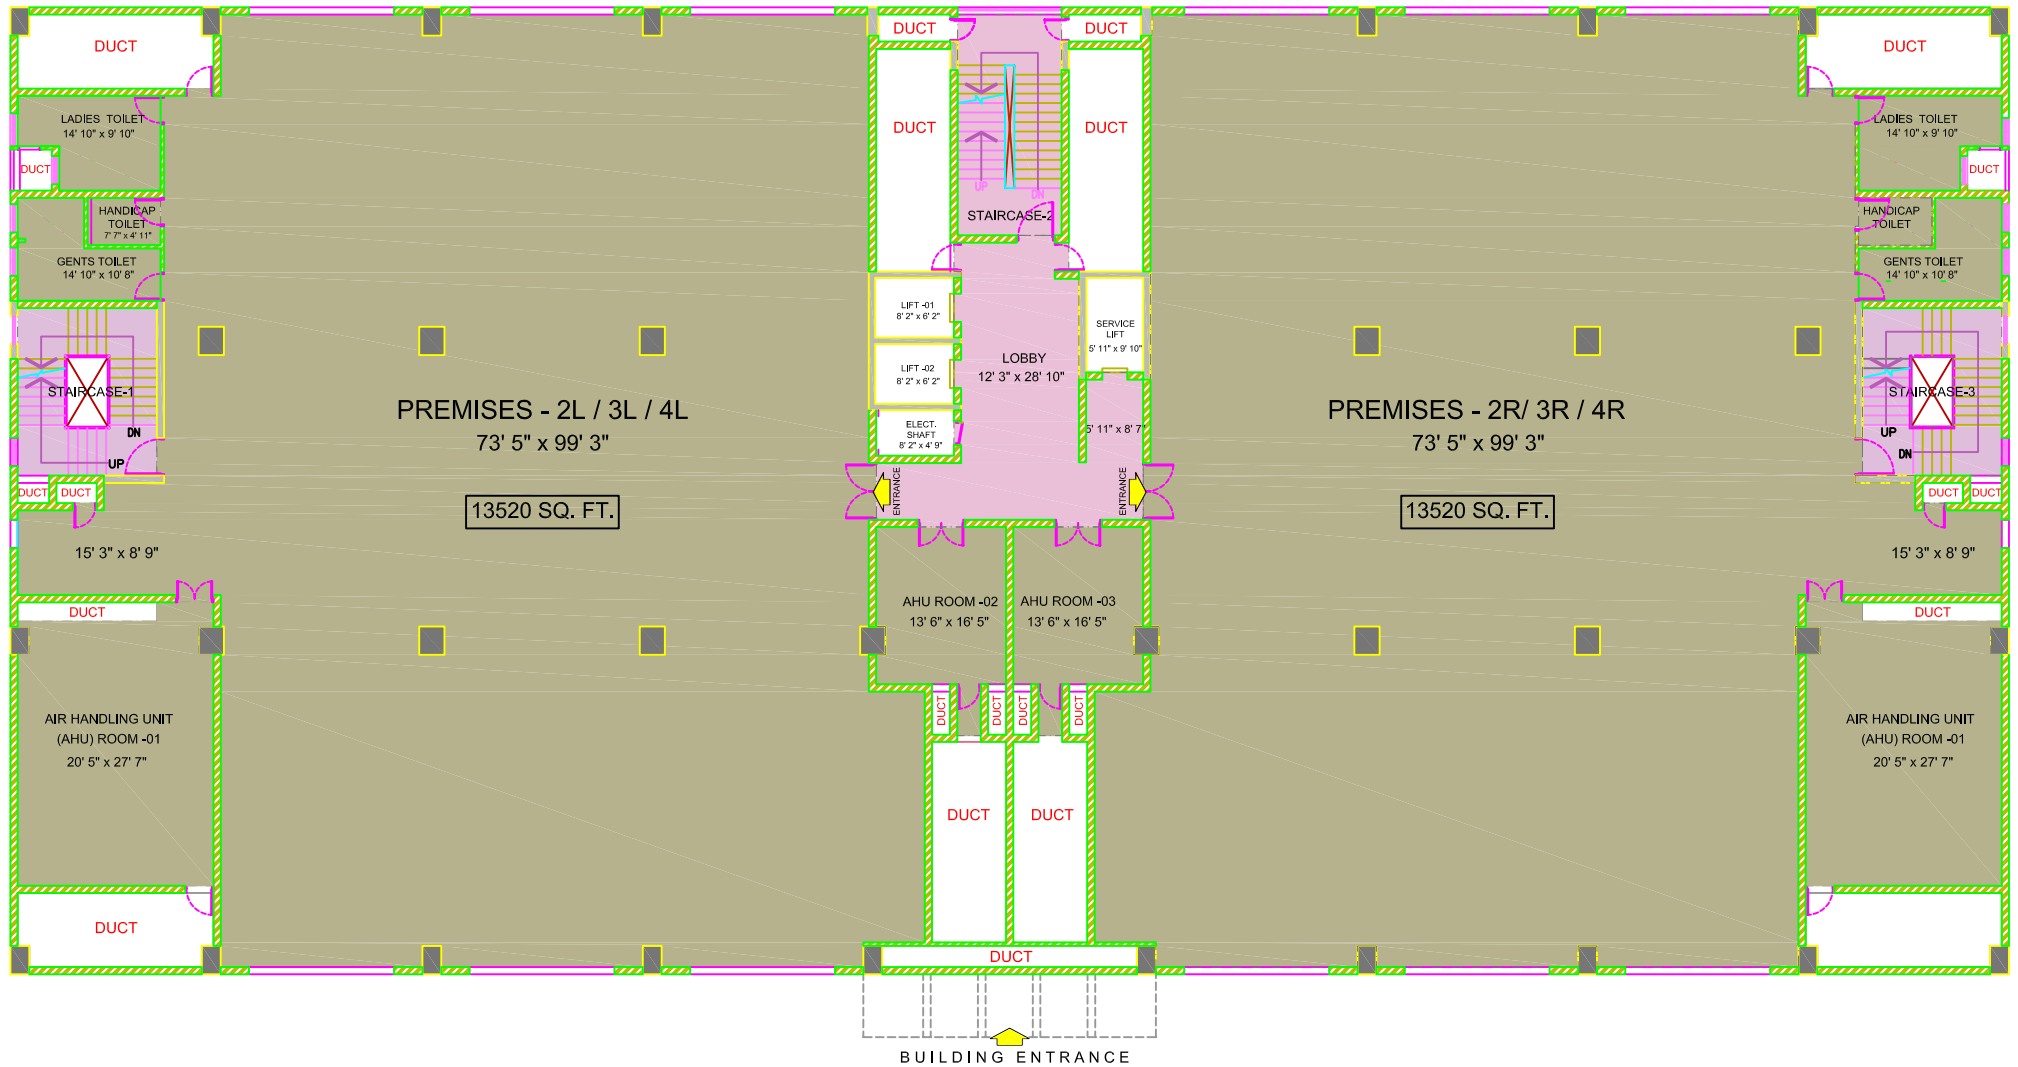 DUCT
DUCT
DUCT
DUCT
LADIES TOILET
14' 10" x 9' 10"
DUCT
DUCT
DUCT
LADIES TOILET
14' 10" x 9' 10"
DUCT
UP
DN
STAIRCASE-2
HANDICAP
TOILET
7' 7" x 4' 11"
HANDICAP
TOILET
GENTS TOILET
14' 10" x 10' 8"
GENTS TOILET
14' 10" x 10' 8"
LIFT -01
8' 2" x 6' 2"
SERVICE
LIFT
5' 11" x 9' 10"
LOBBY
12' 3" x 28' 10"
LIFT -02
8' 2" x 6' 2"
STAIRCASE-1
DN
UP
STAIRCASE-3
UP
DN
PREMISES - 2L / 3L / 4L
73' 5" x 99' 3"
13520 SQ. FT.
ELECT.
SHAFT
8' 2" x 4' 9"
5' 11" x 8' 7"
PREMISES - 2R/ 3R / 4R
73' 5" x 99' 3"
13520 SQ. FT.
ENTRANCE
ENTRANCE
DUCT
DUCT
DUCT
DUCT
15' 3" x 8' 9"
15' 3" x 8' 9"
DUCT
AHU ROOM -02
13' 6" x 16' 5"
AHU ROOM -03
13' 6" x 16' 5"
DUCT
AIR HANDLING UNIT
(AHU) ROOM -01
20' 5" x 27' 7"
DUCT
DUCT
DUCT
DUCT
AIR HANDLING UNIT
(AHU) ROOM -01
20' 5" x 27' 7"
DUCT
DUCT
DUCT
DUCT
BUILDING ENTRANCE